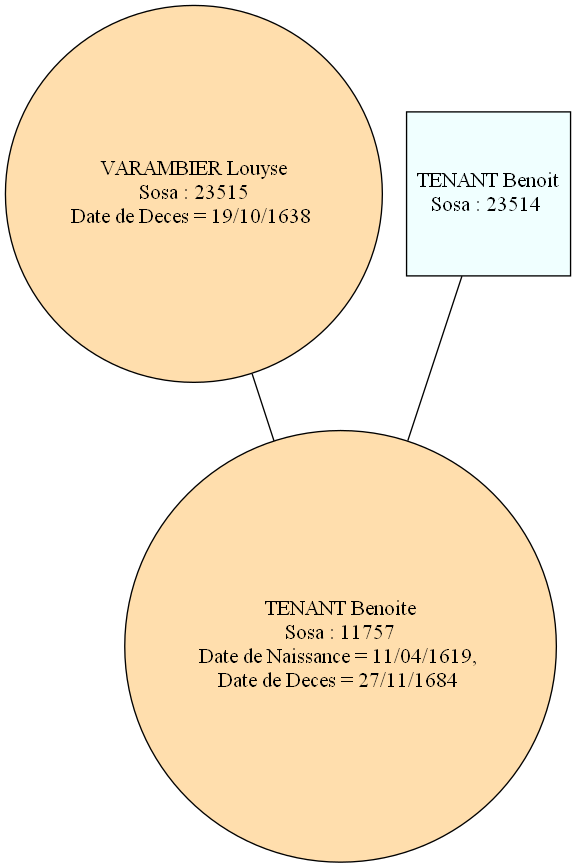 VARAMBIER Louyse
Sosa : 23515
Date de Deces = 19/10/1638
TENANT Benoit
Sosa : 23514
TENANT Benoite
Sosa : 11757
Date de Naissance = 11/04/1619,
Date de Deces = 27/11/1684